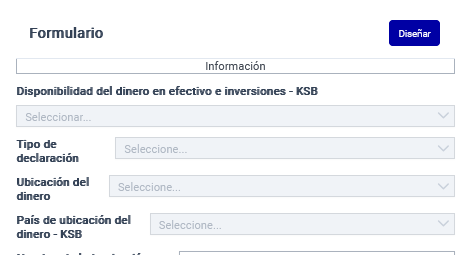 Formulario
Diseñar
Información
Disponibilidad del dinero en efectivo e inversiones - KSB
Seleccionar...
Tipo de
declaración
Seleccione...
Ubicación del
dinero
Seleccione...
País de ubicación del
dinero - KSB
Seleccione...